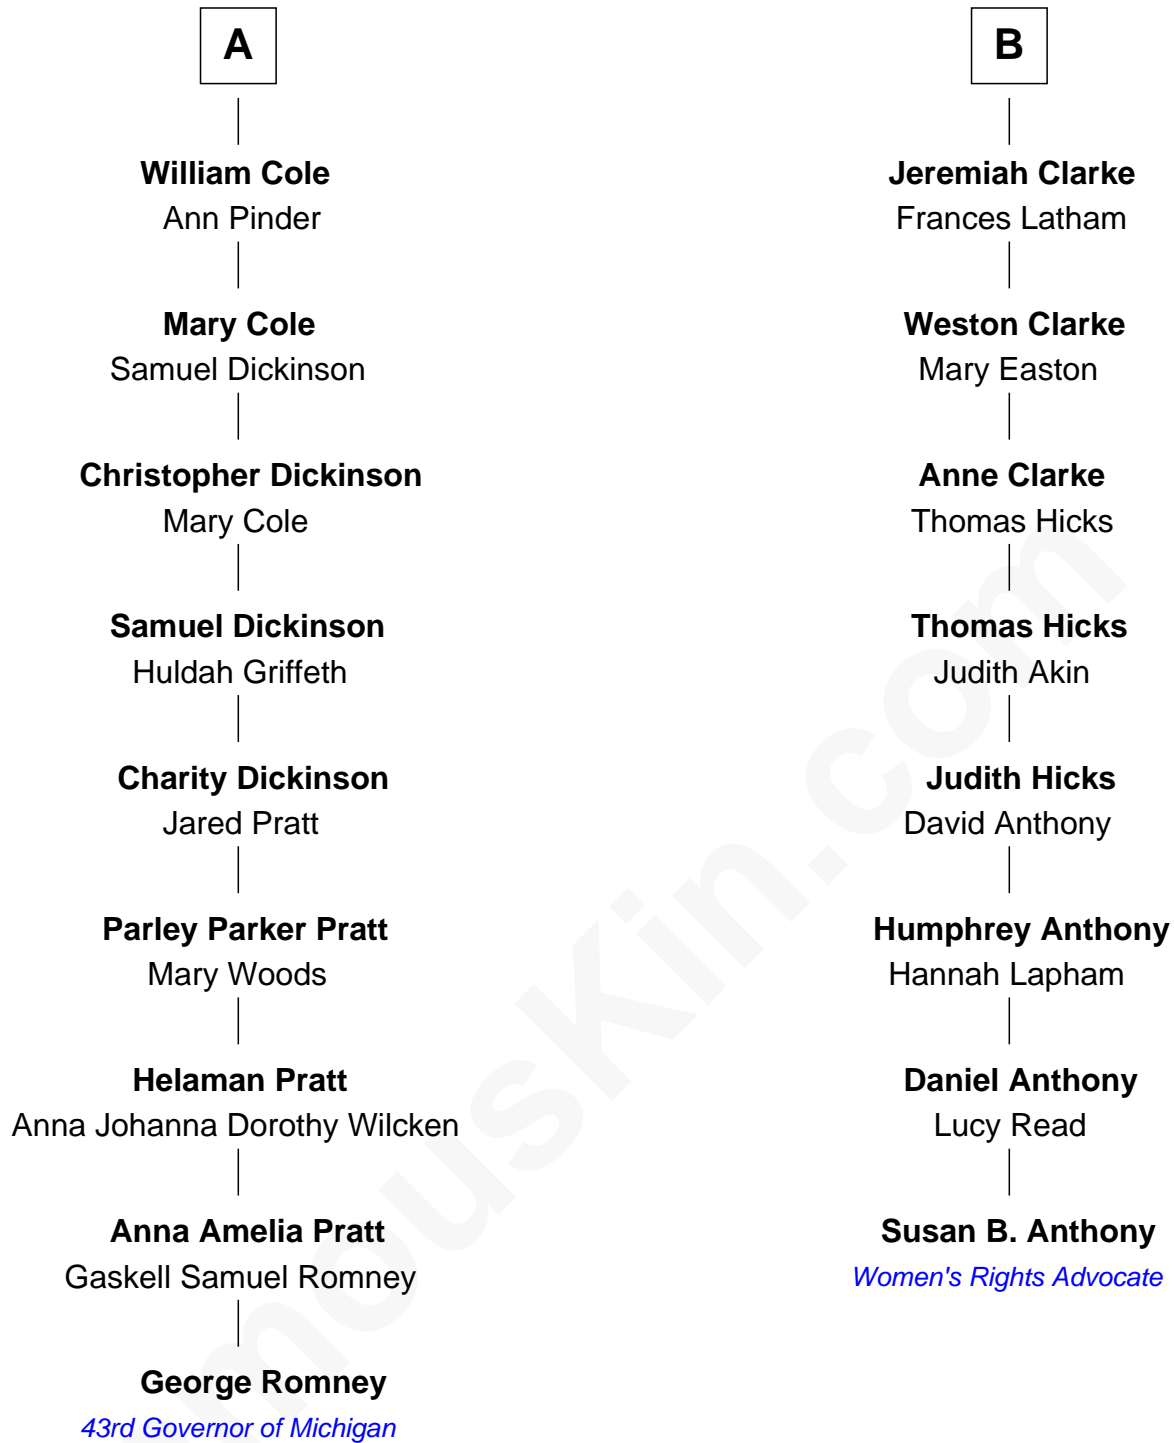 A
William Cole
Ann Pinder
Mary Cole
Samuel Dickinson
Christopher Dickinson
Mary Cole
Samuel Dickinson
Huldah Griffeth
Charity Dickinson
Jared Pratt
Parley Parker Pratt
Mary Woods
Helaman Pratt
Anna Johanna Dorothy Wilcken
Anna Amelia Pratt
Gaskell Samuel Romney
George Romney
43rd Governor of Michigan
B
Jeremiah Clarke
Frances Latham
Weston Clarke
Mary Easton
Anne Clarke
Thomas Hicks
Thomas Hicks
Judith Akin
Judith Hicks
David Anthony
Humphrey Anthony
Hannah Lapham
Daniel Anthony
Lucy Read
Susan B. Anthony
Women's Rights Advocate
mousKin.com